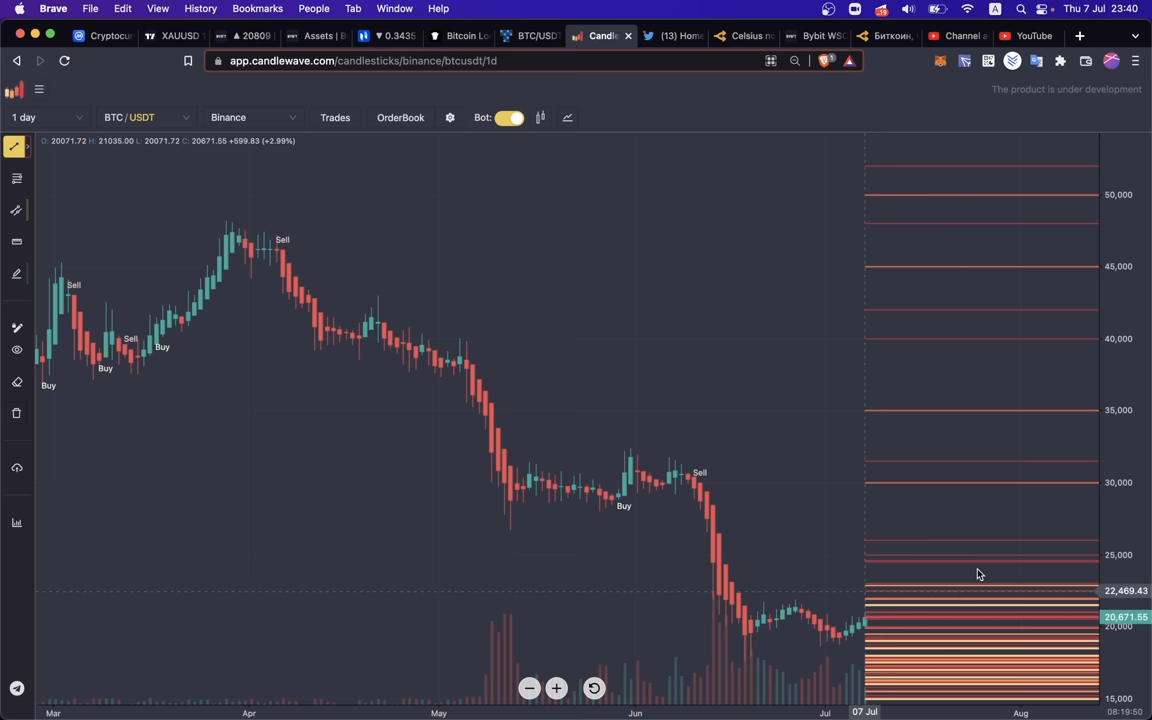 Brave File Edit View History Bookmarks People Tab Window Help Thu 7 Jul 23:40
Cryptocur XAUUSD 20809 Assets | B 0.3435 Bitcoin Lo BTC/USDT Candle (13) Home Celsius Bybit WSO Биткоин, Channel YouTube
app.candlewave.com/candlesticks/binance/btcusdt/1d
The product is under development
1 day BTC / USDT Binance Trades OrderBook Bot:
O: 20071.72 H: 21035.00 L: 20071.72 C: 20671.55 +599.83 (+2.99%)
50,000
Sell
45,000
Sell
Sell
40,000
Buy
Buy
Buy
35,000
Sell
30,000
Buy
25,000
22,469.43
20,671.55
20,000
15,000
Mar Apr May Jun Jul 07 Jul Aug 08:19:50